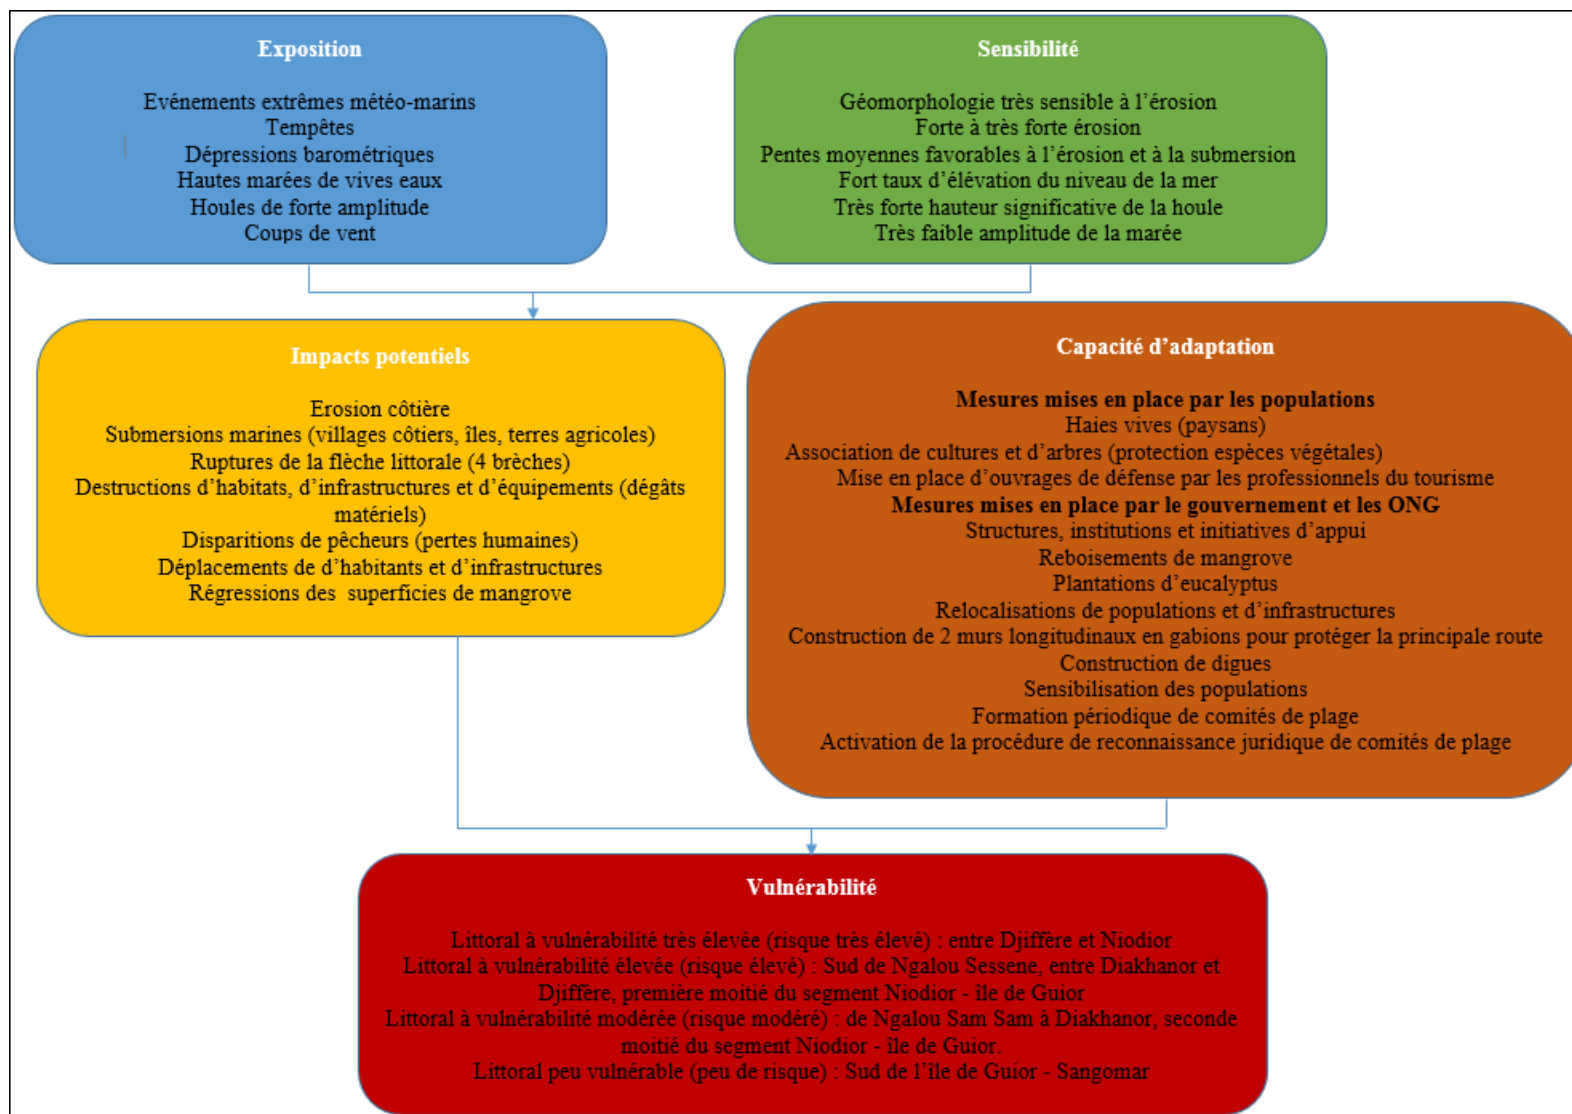 Exposition
Evénements extrêmes météo-marins
Tempêtes
Dépressions barométriques
Hautes marées de vives eaux
Houles de forte amplitude
Coups de vent
Sensibilité
Géomorphologie très sensible à l'érosion
Forte à très forte érosion
Pentes moyennes favorables à l'érosion et à la submersion
Fort taux d'élévation du niveau de la mer
Très forte hauteur significative de la houle
Très faible amplitude de la marée
Impacts potentiels
Erosion côtière
Submersions marines (villages côtiers, îles, terres agricoles)
Ruptures de la flèche littorale (4 brèches)
Destructions d'habitats, d'infrastructures et d'équipements (dégâts
matériels)
Disparitions de pêcheurs (pertes humaines)
Déplacements de d'habitants et d'infrastructures
Régressions des superficies de mangrove
Capacité d'adaptation
Mesures mises en place par les populations
Haies vives (paysans)
Association de cultures et d'arbres (protection espèces végétales)
Mise en place d'ouvrages de défense par les professionnels du tourisme
Mesures mises en place par le gouvernement et les ONG
Structures, institutions et initiatives d'appui
Reboisements de mangrove
Plantations d'eucalyptus
Relocalisations de populations et d'infrastructures
Construction de 2 murs longitudinaux en gabions pour protéger la principale route
Construction de digues
Sensibilisation des populations
Formation périodique de comités de plage
Activation de la procédure de reconnaissance juridique de comités de plage
Vulnérabilité
Littoral à vulnérabilité très élevée (risque très élevé) : entre Djiffère et Niodior
Littoral à vulnérabilité élevée (risque élevé) : Sud de Ngalou Sessene, entre Diakhanor et
Djiffère, première moitié du segment Niodior - île de Guior
Littoral à vulnérabilité modérée (risque modéré) : de Ngalou Sam Sam à Diakhanor, seconde
moitié du segment Niodior - île de Guior.
Littoral peu vulnérable (peu de risque) : Sud de l'île de Guior - Sangomar